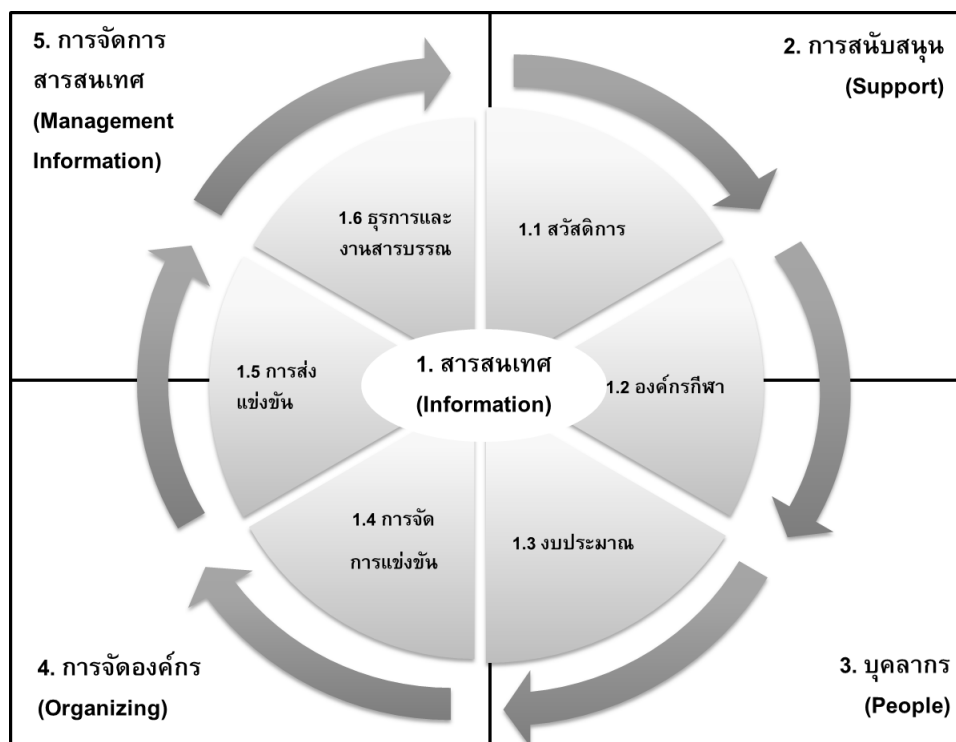 5. การจัดการ
สารสนเทศ
(Management
Information)
2. การสนับสนุน
(Support)
1.6 ธุรการและ
งานสารบรรณ
1.1 สวัสดิการ
1.5 การส่ง
แข่งขัน
1. สารสนเทศ
(Information)
1.2 องค์กรกีฬา
1.4 การจัด
การแข่งขัน
1.3 งบประมาณ
4. การจัดองค์กร
(Organizing)
3. บุคลากร
(People)